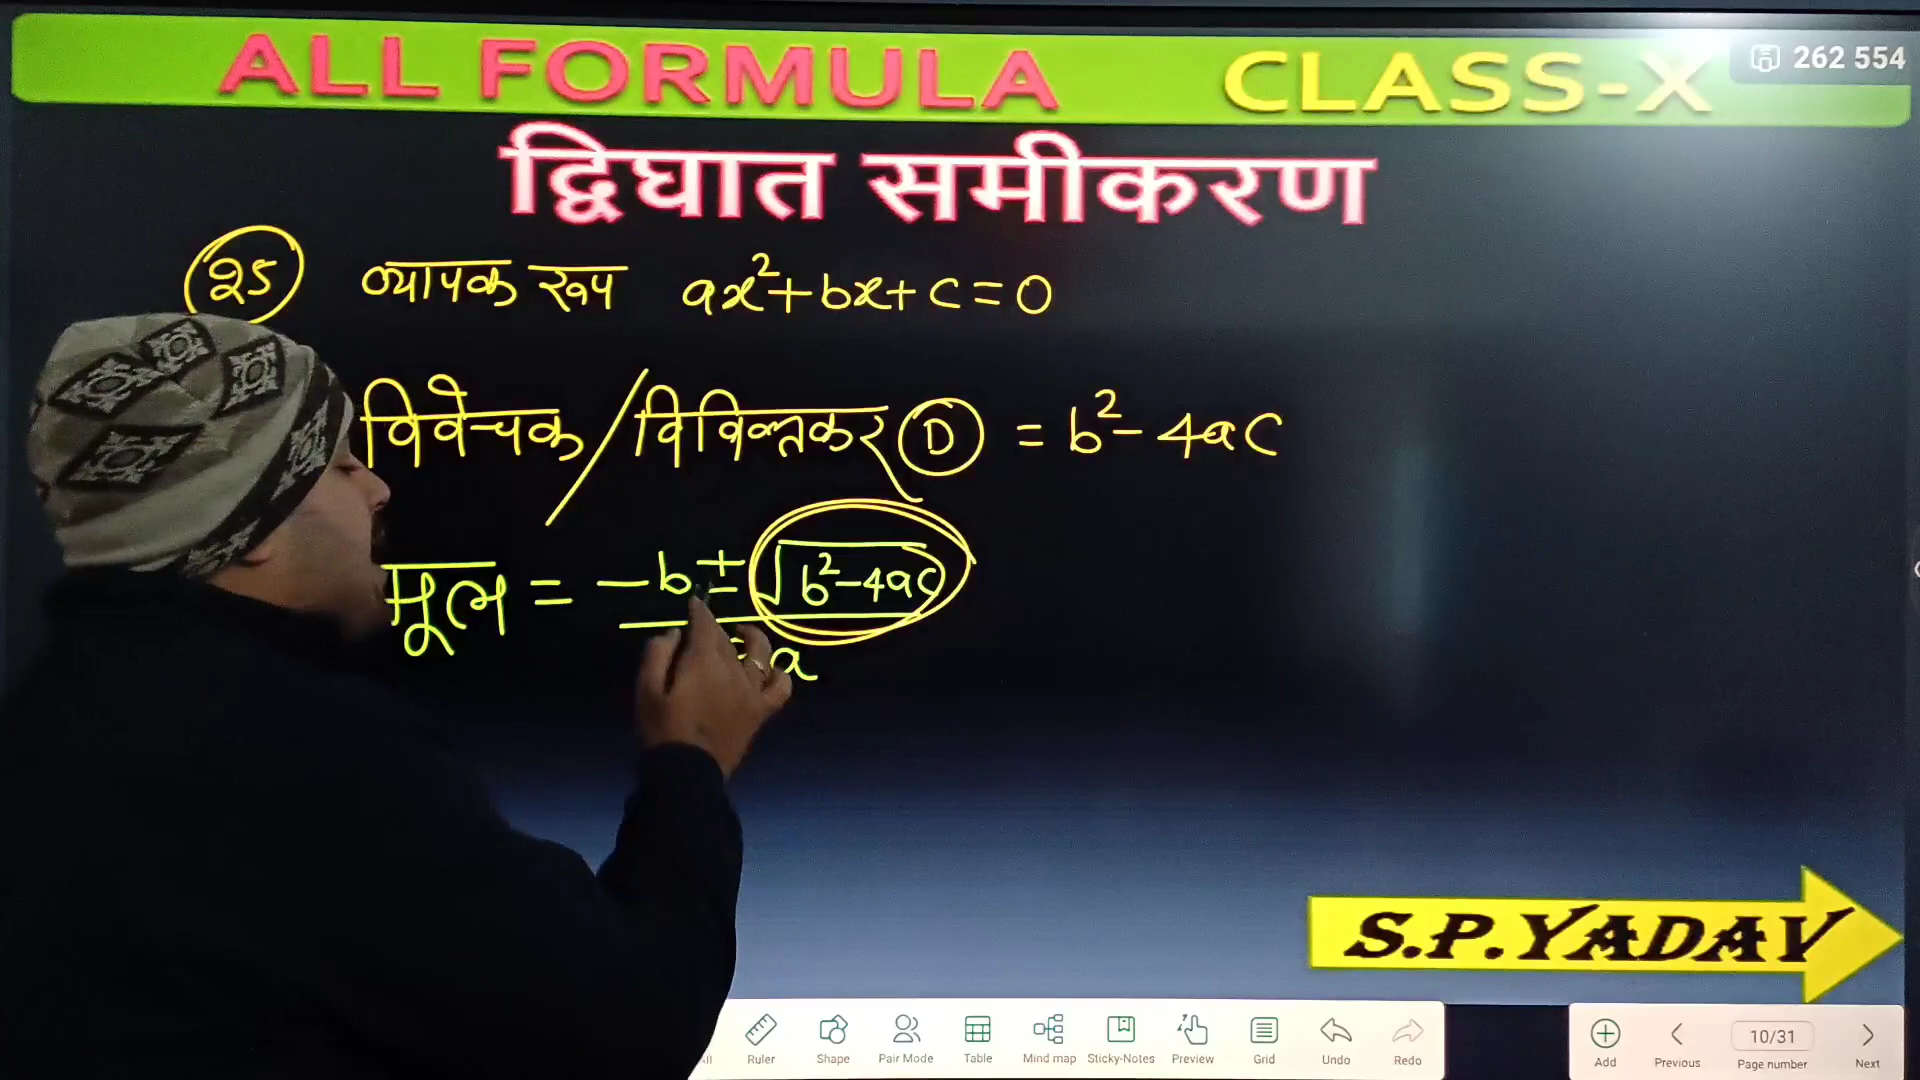 ALL FORMULA CLASS-X
262 554
द्विघात समीकरण
25 व्यापक रूप ax²+bx+c=0
विवेचक/विविक्तकर D = b²-4ac
मूल = -b±√b²-4ac
a
S.P.YADAV
Ruler Shape Pair Mode Table Mind map Sticky-Notes Preview Grid Undo Redo
Add Previous 10/31 Page number Next